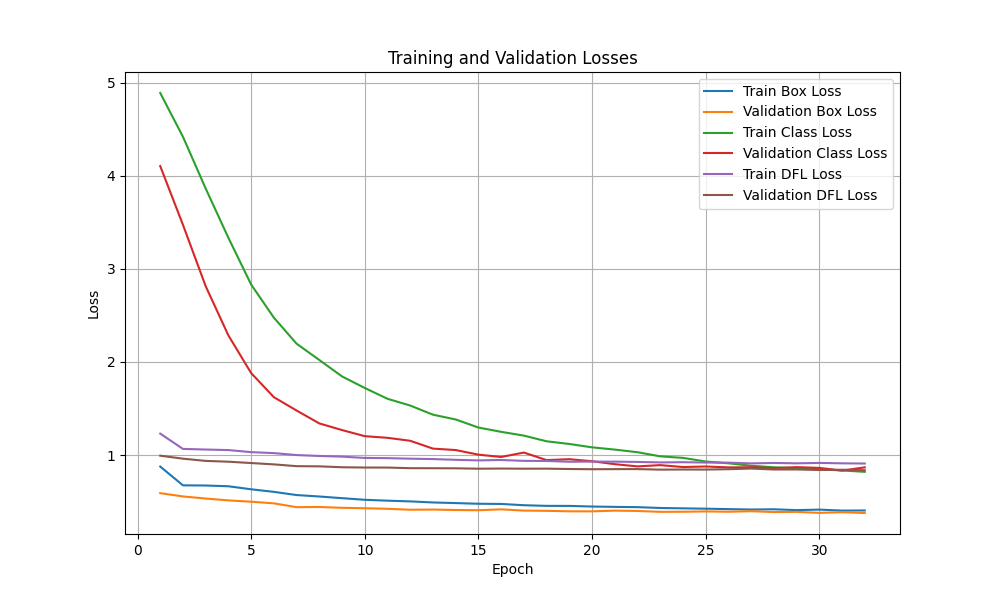 Training and Validation Losses
5
4
3
2
1
Loss
Train Box Loss
Validation Box Loss
Train Class Loss
Validation Class Loss
Train DFL Loss
Validation DFL Loss
0 5 10 15 20 25 30
Epoch